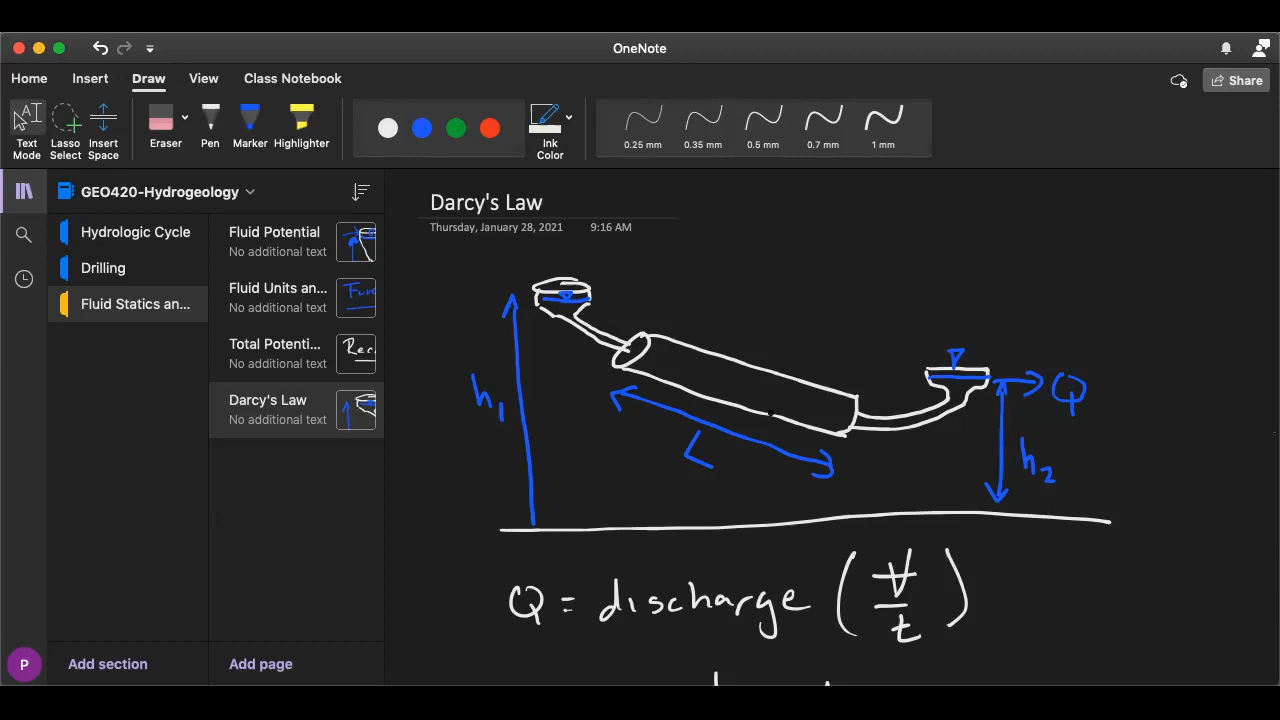 OneNote
Home Insert Draw View Class Notebook
Share
Text Mode
Lasso Select
Insert Space
Eraser
Pen
Marker
Highlighter
Ink Color
0.25 mm 0.35 mm 0.5 mm 0.7 mm 1 mm
GEO420-Hydrogeology
Hydrologic Cycle
Drilling
Fluid Statics an...
Fluid Potential
No additional text
Fluid Units an...
No additional text
Total Potenti...
No additional text
Darcy's Law
No additional text
P
Add section
Add page
Darcy's Law
Thursday, January 28, 2021 9:16 AM
h₁
L
Q
h₂
Q = discharge (V/t)